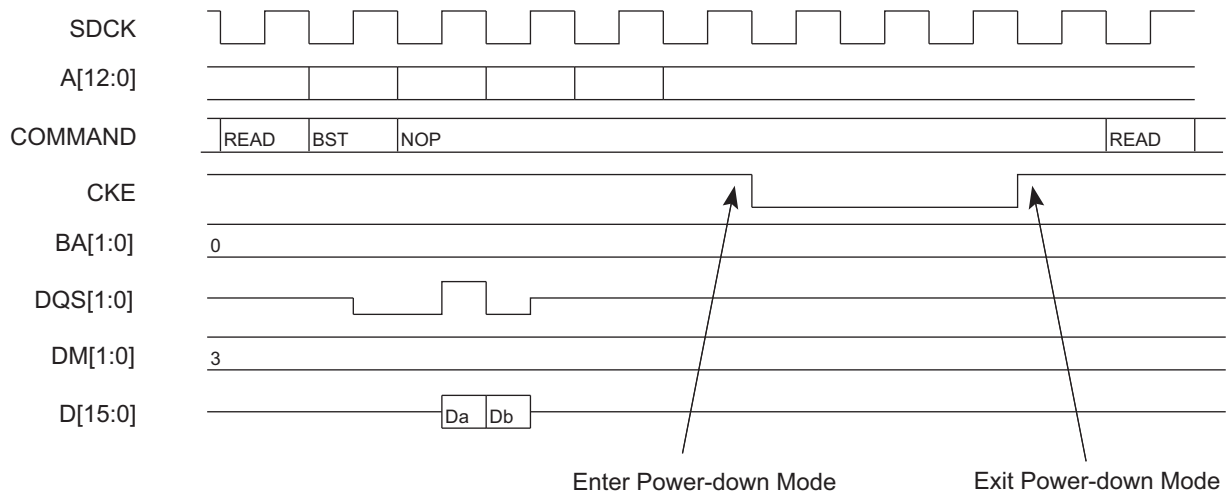 SDCK
A[12:0]
COMMAND READ BST NOP READ
CKE
BA[1:0] 0
DQS[1:0]
DM[1:0] 3
D[15:0] Da Db
Enter Power-down Mode Exit Power-down Mode